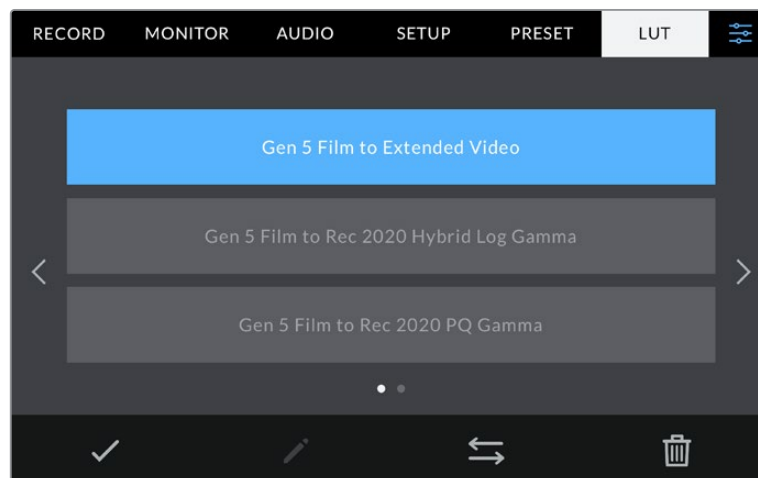 RECORD MONITOR AUDIO SETUP PRESET LUT
Gen 5 Film to Extended Video
Gen 5 Film to Rec 2020 Hybrid Log Gamma
Gen 5 Film to Rec 2020 PQ Gamma